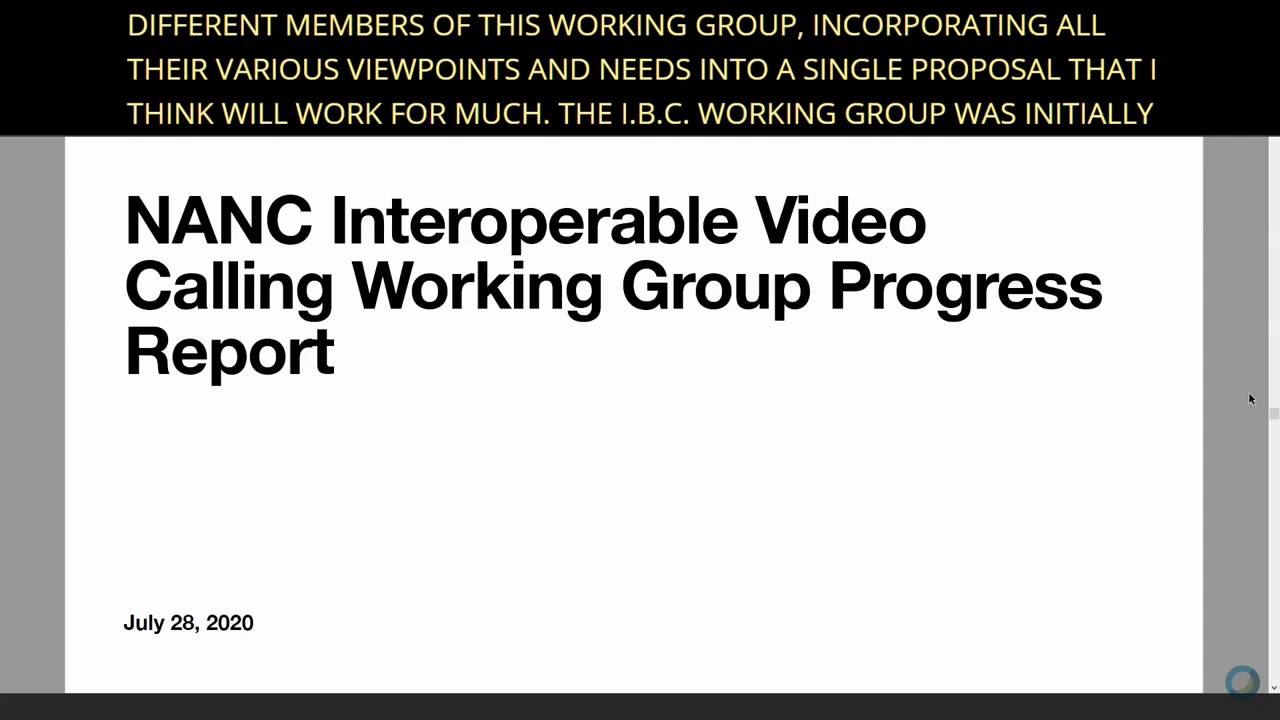 DIFFERENT MEMBERS OF THIS WORKING GROUP, INCORPORATING ALL
THEIR VARIOUS VIEWPOINTS AND NEEDS INTO A SINGLE PROPOSAL THAT I
THINK WILL WORK FOR MUCH. THE I.B.C. WORKING GROUP WAS INITIALLY
NANC Interoperable Video
Calling Working Group Progress
Report
July 28, 2020